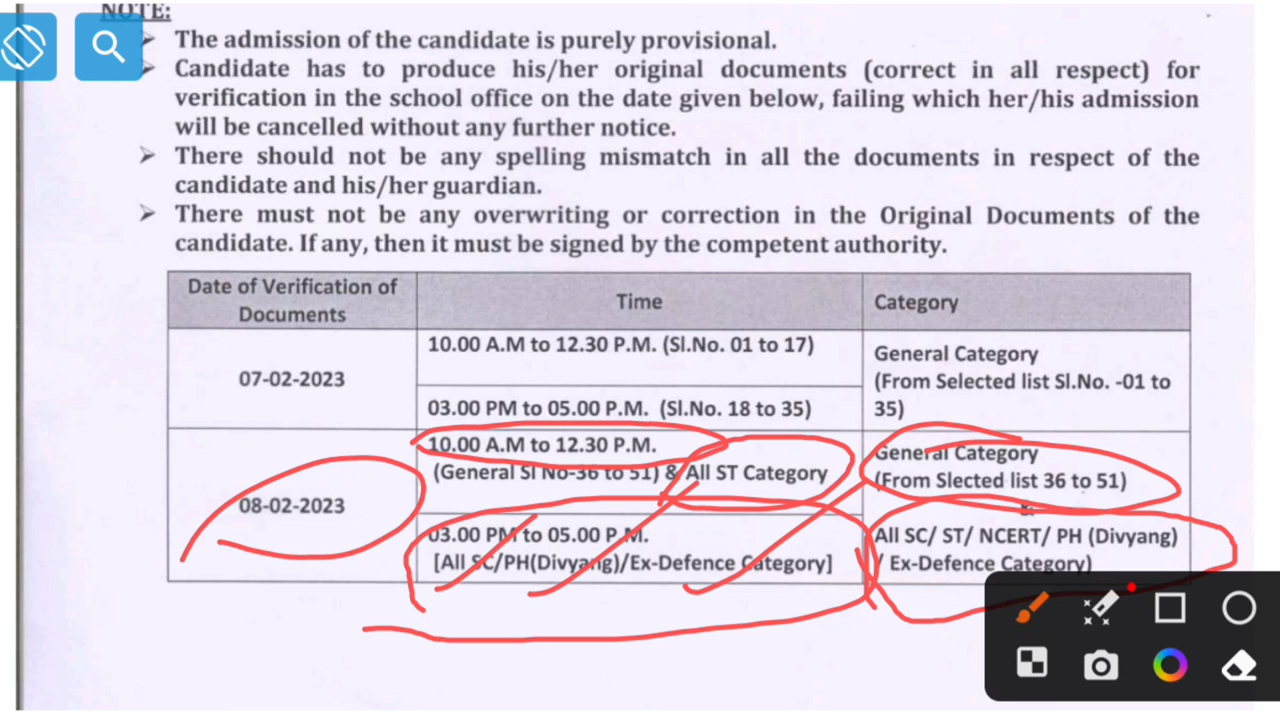 NOTE:
➢ The admission of the candidate is purely provisional.
➢ Candidate has to produce his/her original documents (correct in all respect) for
verification in the school office on the date given below, failing which her/his admission
will be cancelled without any further notice.
➢ There should not be any spelling mismatch in all the documents in respect of the
candidate and his/her guardian.
➢ There must not be any overwriting or correction in the Original Documents of the
candidate. If any, then it must be signed by the competent authority.
Date of Verification of
Documents
Time
Category
07-02-2023
10.00 A.M to 12.30 P.M. (Sl.No. 01 to 17)
03.00 PM to 05.00 P.M. (Sl.No. 18 to 35)
General Category
(From Selected list Sl.No. -01 to
35)
08-02-2023
10.00 A.M to 12.30 P.M.
(General Sl No-36 to 51) & All ST Category
03.00 PM to 05.00 P.M.
[All SC/PH(Divyang)/Ex-Defence Category]
General Category
(From Slected list 36 to 51)
&
All SC/ ST/ NCERT/ PH (Divyang)
/ Ex-Defence Category)